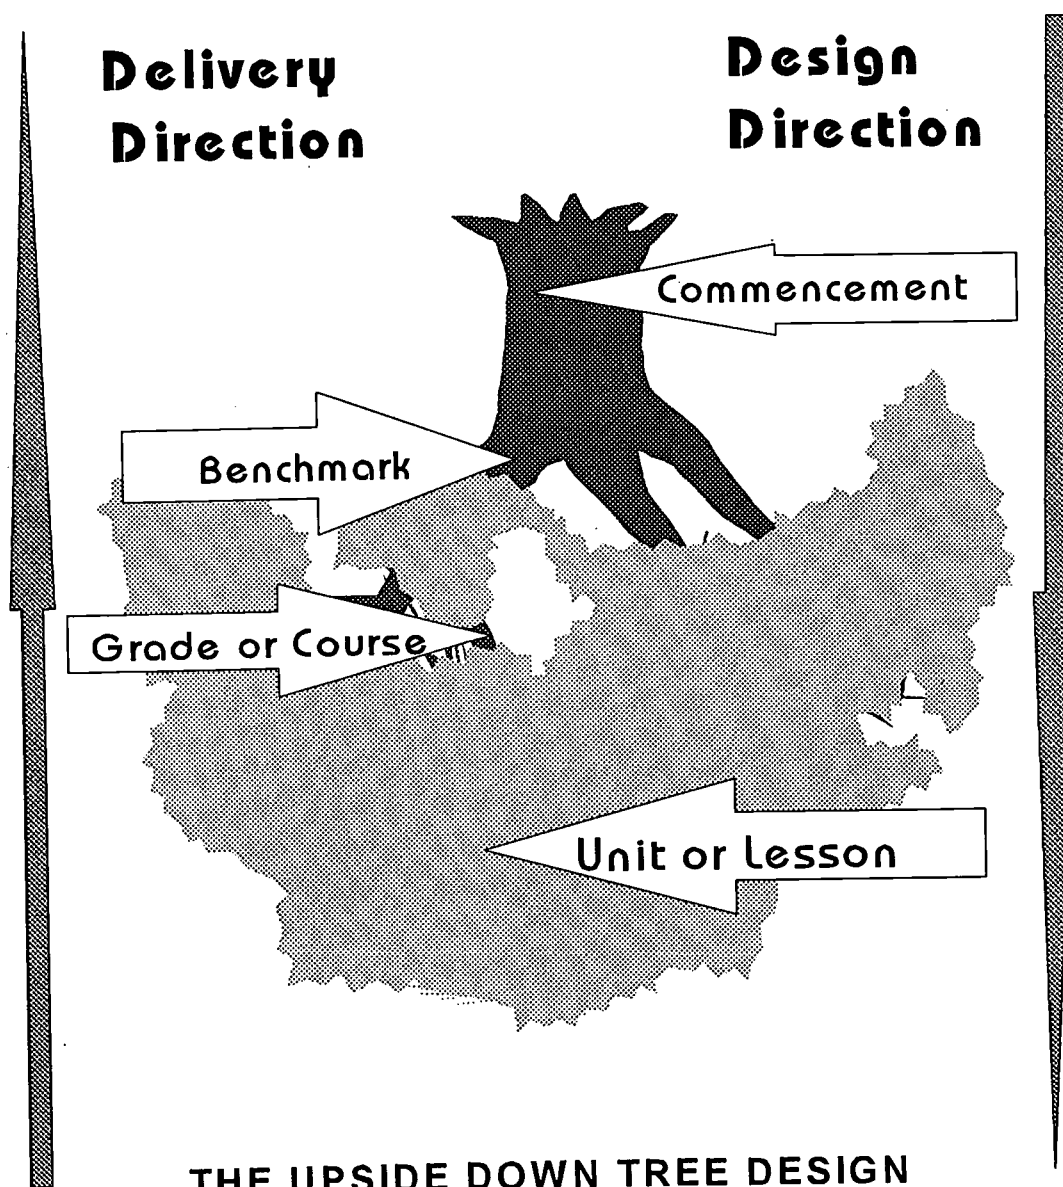 Delivery
Direction
Design
Direction
Commencement
Benchmark
Grade or Course
Unit or Lesson
THE UPSIDE DOWN TREE DESIGN